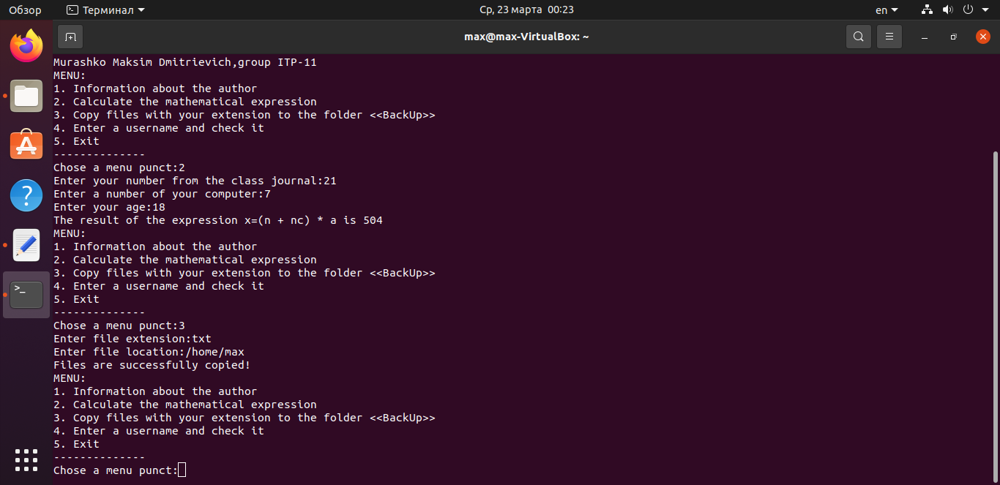 Обзор
Терминал
Ср, 23 марта 00:23
en
max@max-VirtualBox: ~
Murashko Maksim Dmitrievich,group ITP-11
MENU:
1. Information about the author
2. Calculate the mathematical expression
3. Copy files with your extension to the folder <<BackUp>>
4. Enter a username and check it
5. Exit
--------------
Chose a menu punct:2
Enter your number from the class journal:21
Enter a number of your computer:7
Enter your age:18
The result of the expression x=(n + nc) * a is 504
MENU:
1. Information about the author
2. Calculate the mathematical expression
3. Copy files with your extension to the folder <<BackUp>>
4. Enter a username and check it
5. Exit
--------------
Chose a menu punct:3
Enter file extension:txt
Enter file location:/home/max
Files are successfully copied!
MENU:
1. Information about the author
2. Calculate the mathematical expression
3. Copy files with your extension to the folder <<BackUp>>
4. Enter a username and check it
5. Exit
--------------
Chose a menu punct: